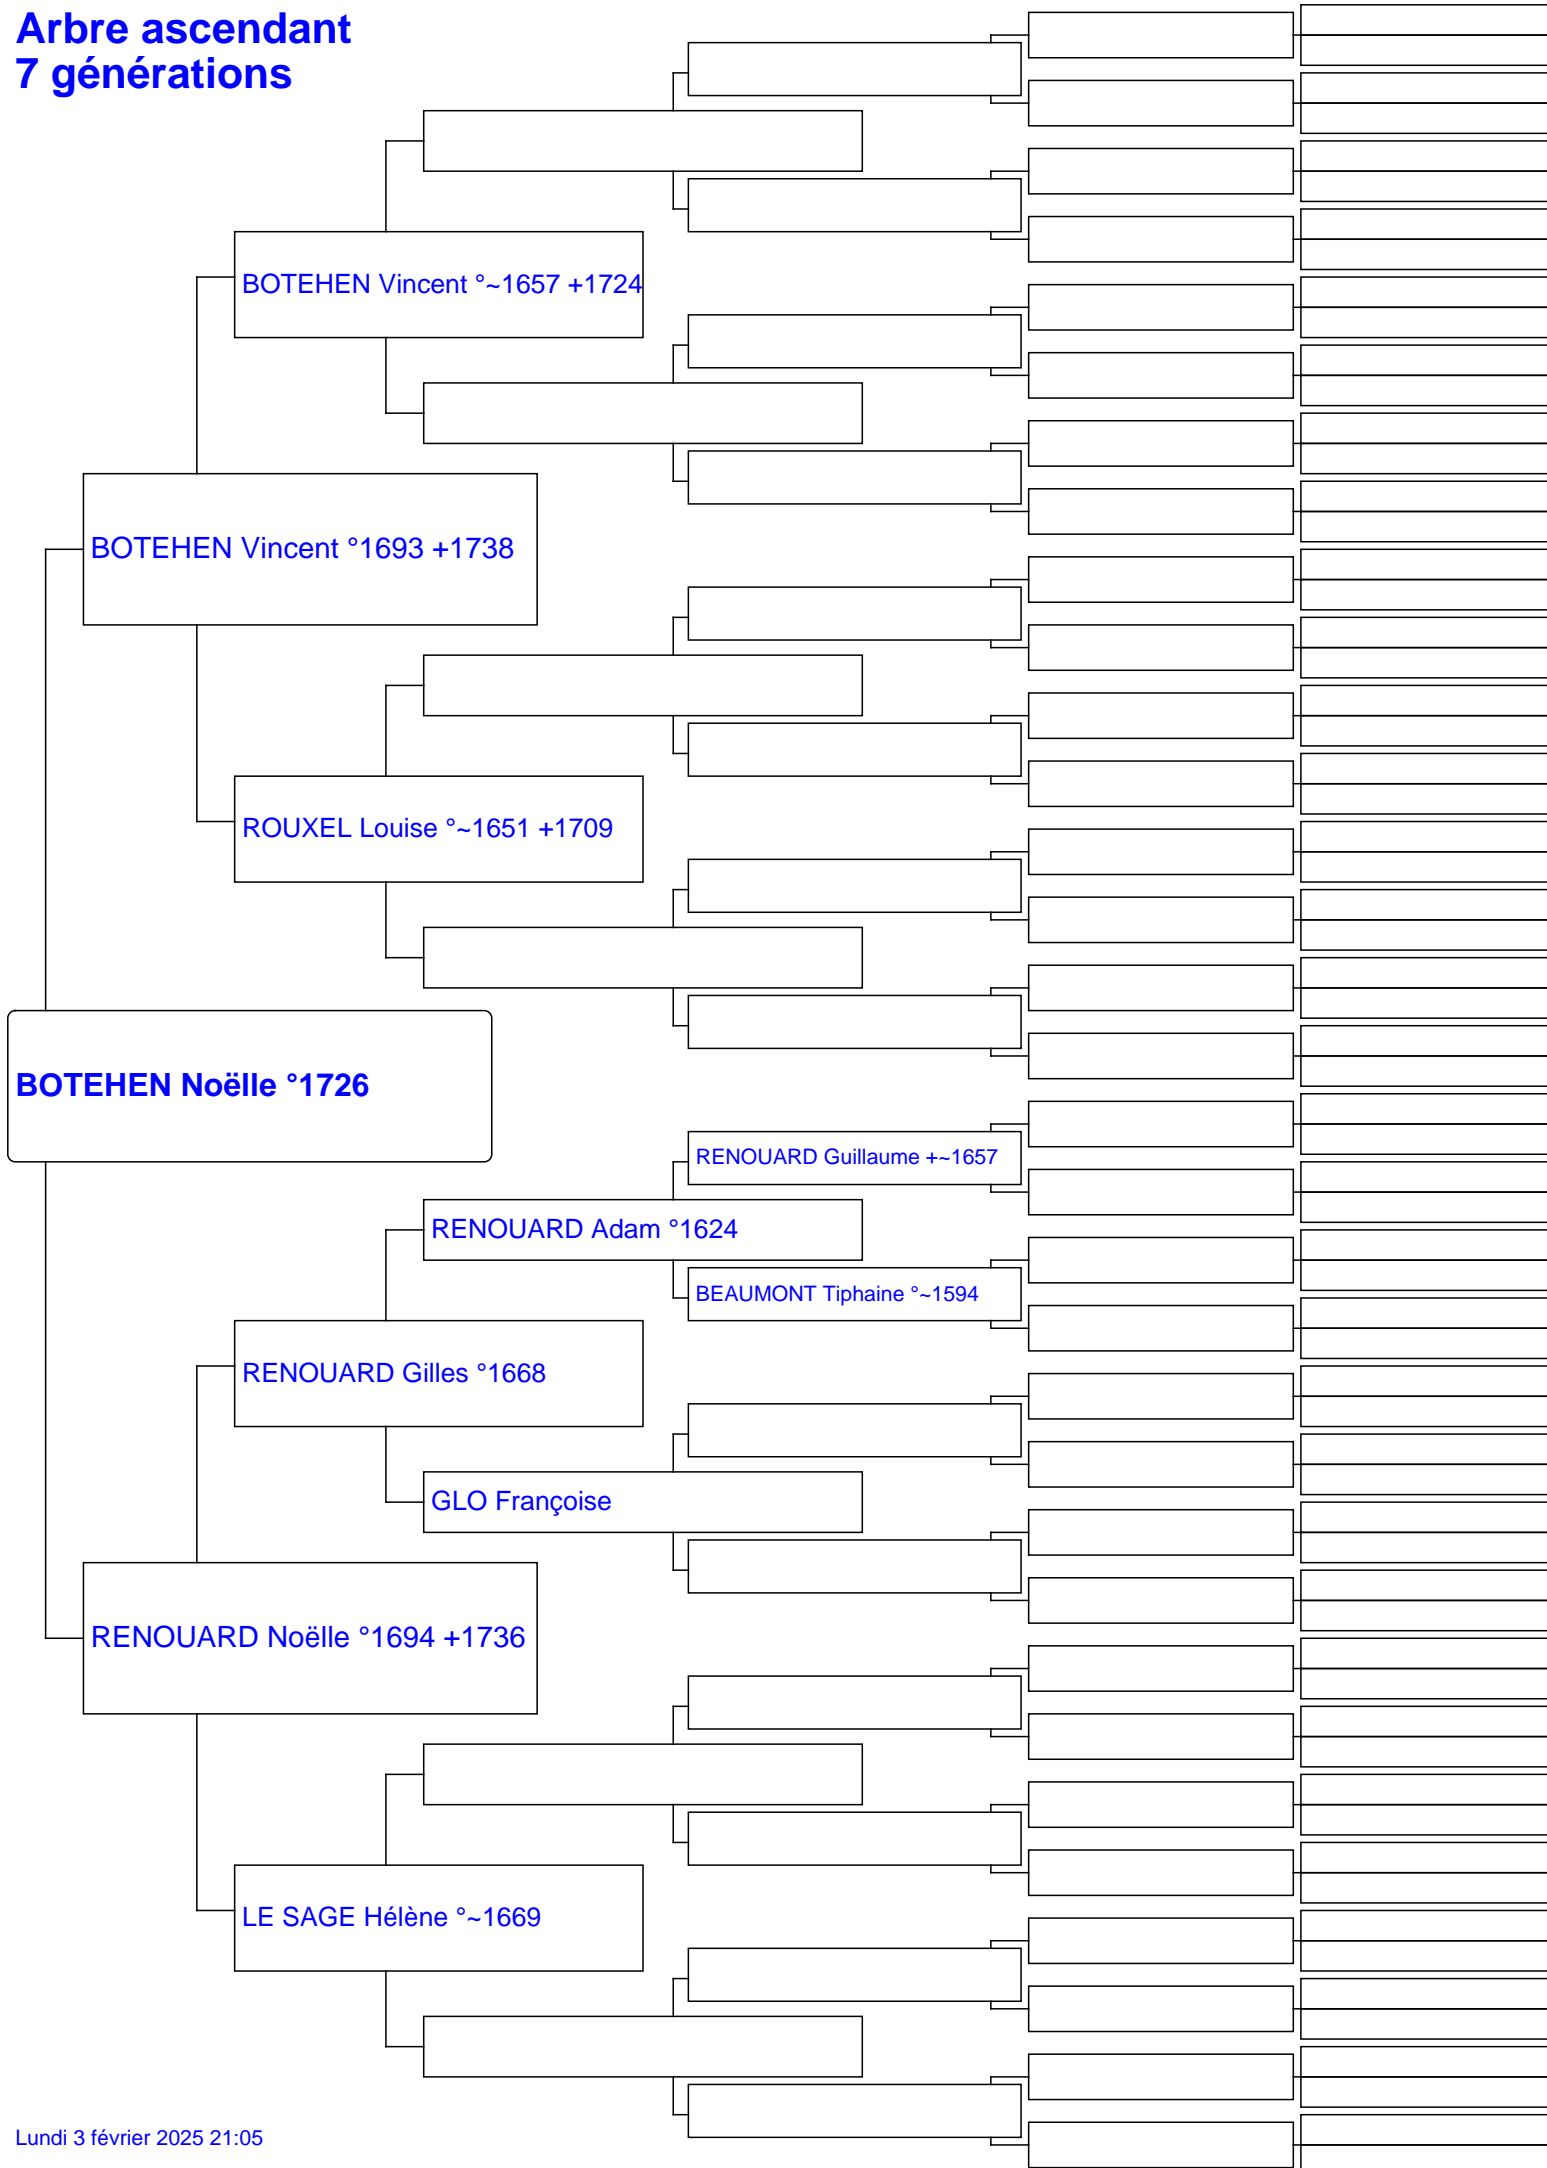 Arbre ascendant
7 générations
BOTEHEN Vincent °~1657 +1724
BOTEHEN Vincent °1693 +1738
ROUXEL Louise °~1651 +1709
BOTEHEN Noëlle °1726
RENOUARD Guillaume +~1657
RENOUARD Adam °1624
BEAUMONT Tiphaine °~1594
RENOUARD Gilles °1668
GLO Françoise
RENOUARD Noëlle °1694 +1736
LE SAGE Hélène °~1669
Lundi 3 février 2025 21:05